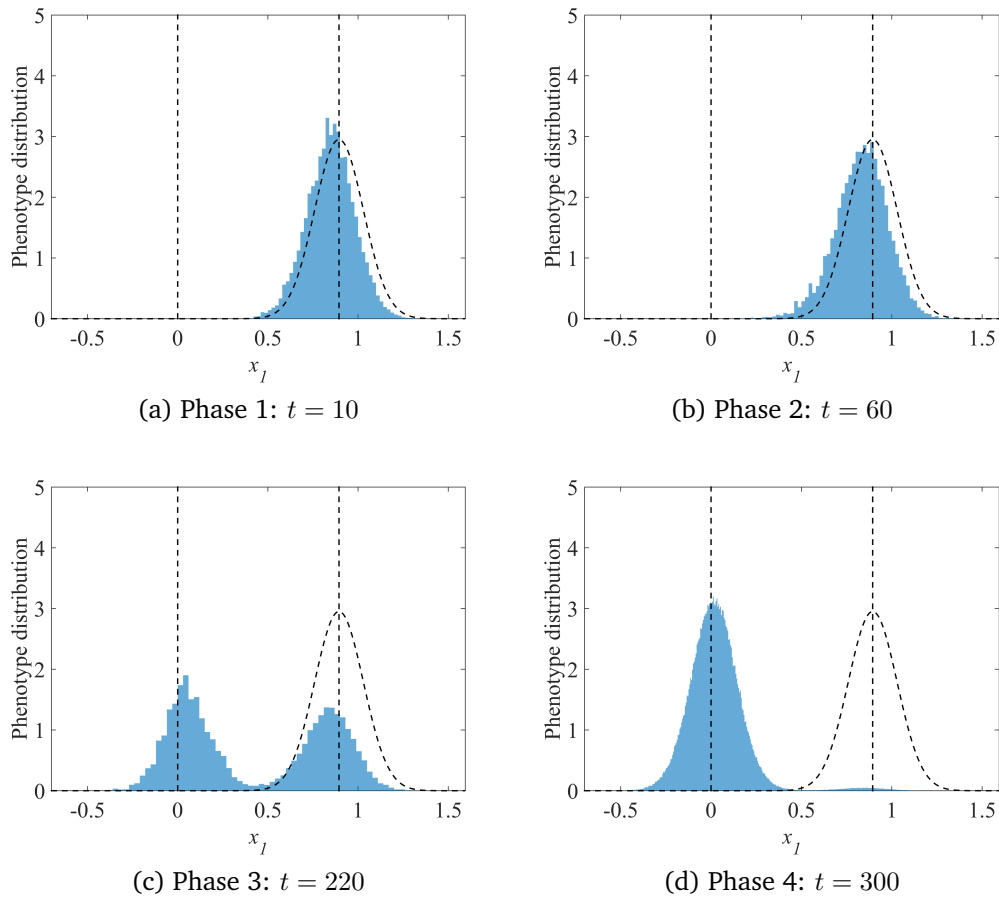 5
4
3
2
1
0
Phenotype distribution
-0.5 0 0.5 1 1.5
x_1
(a) Phase 1: t = 10
5
4
3
2
1
0
Phenotype distribution
-0.5 0 0.5 1 1.5
x_1
(b) Phase 2: t = 60
5
4
3
2
1
0
Phenotype distribution
-0.5 0 0.5 1 1.5
x_1
(c) Phase 3: t = 220
5
4
3
2
1
0
Phenotype distribution
-0.5 0 0.5 1 1.5
x_1
(d) Phase 4: t = 300